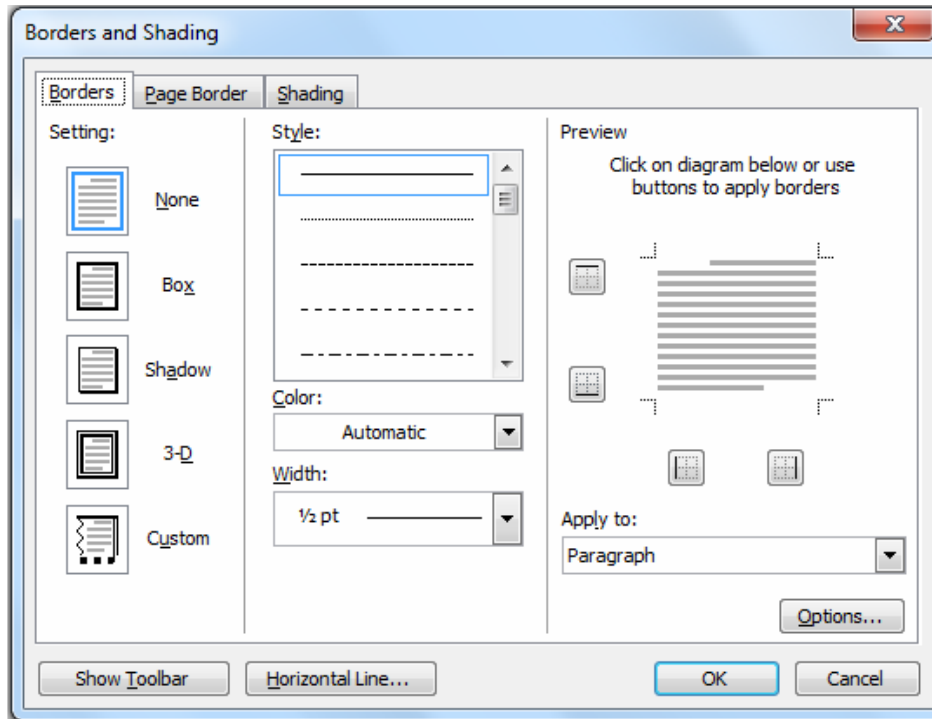 Borders and Shading
Borders
Page Border
Shading
Setting:
None
Box
Shadow
3-D
Custom
Style:
Color:
Automatic
Width:
½ pt
Preview
Click on diagram below or use
buttons to apply borders
Apply to:
Paragraph
Options...
Show Toolbar
Horizontal Line...
OK
Cancel